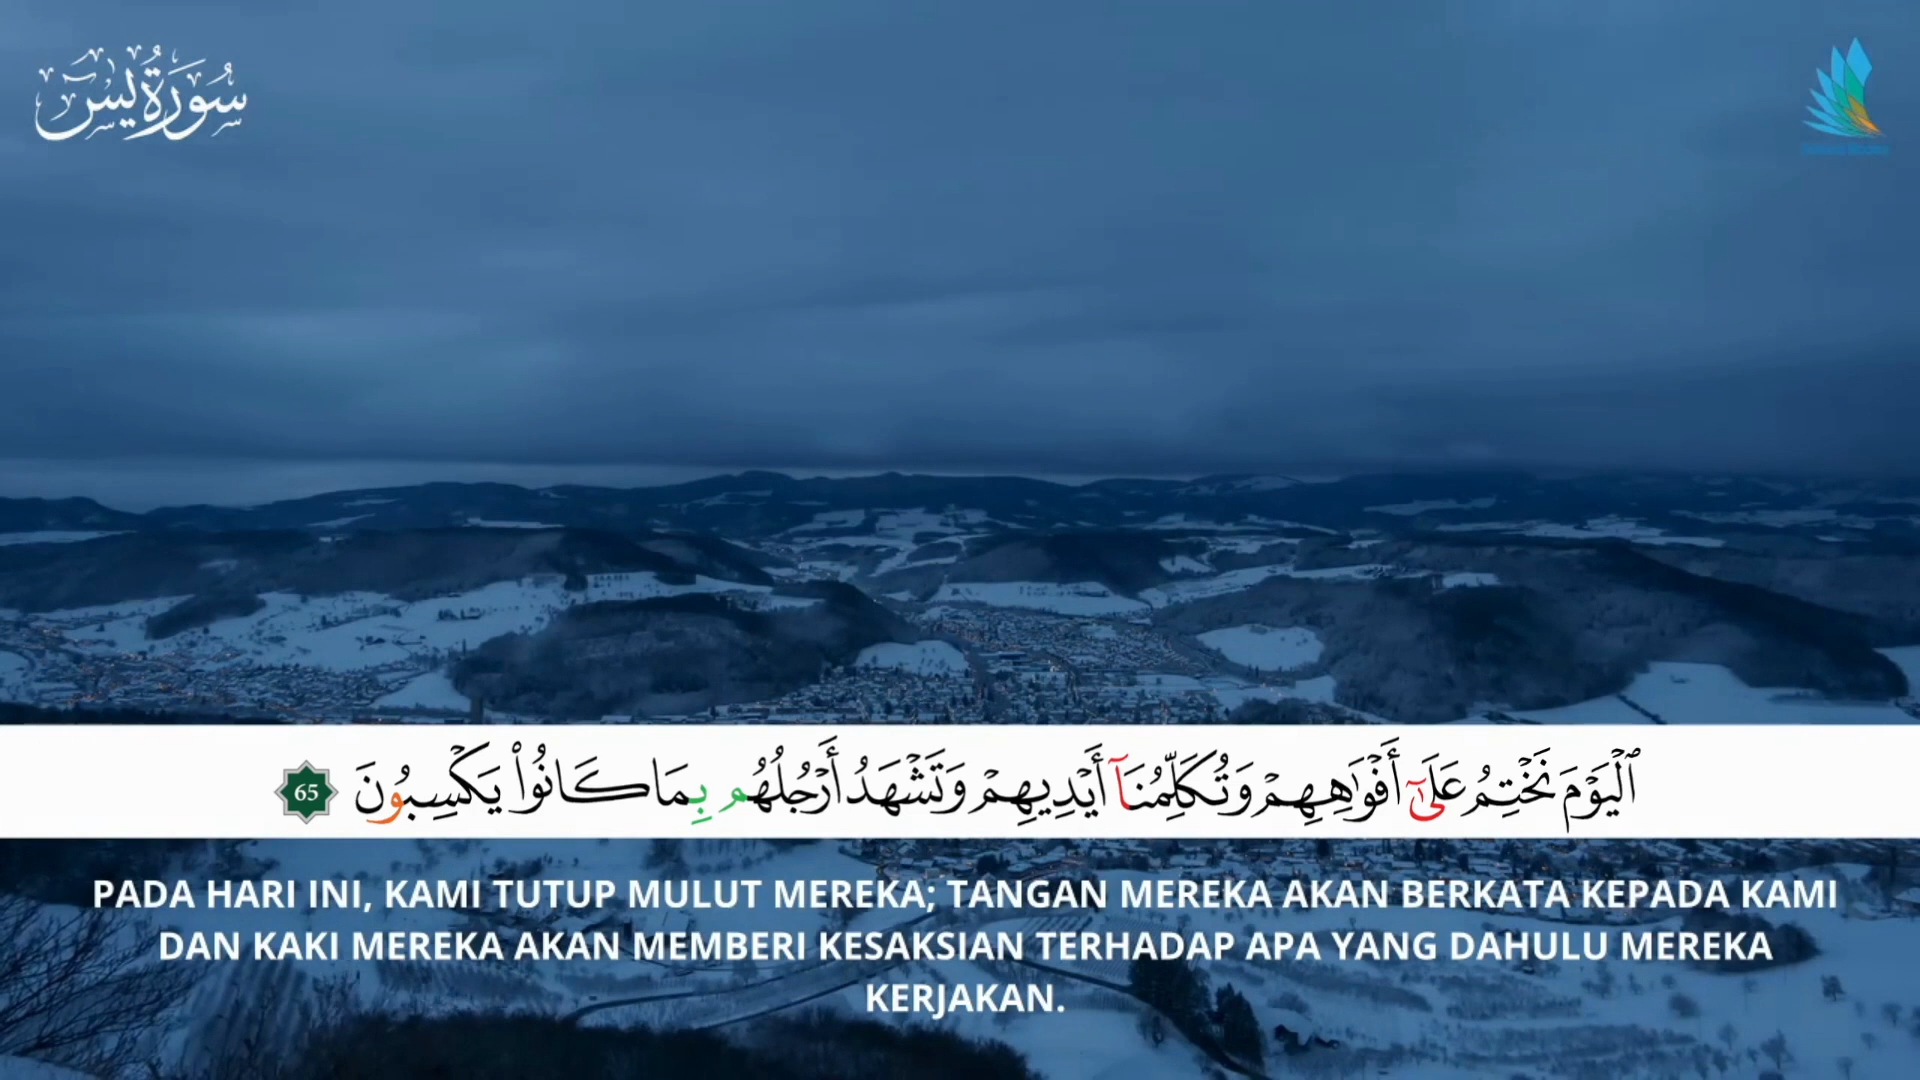 سُورَةُ يسٓ
ٱلْيَوْمَ نَخْتِمُ عَلَىٰٓ أَفْوَٰهِهِمْ وَتُكَلِّمُنَآ أَيْدِيهِمْ وَتَشْهَدُ أَرْجُلُهُم بِمَا كَانُوا۟ يَكْسِبُونَ 65
PADA HARI INI, KAMI TUTUP MULUT MEREKA; TANGAN MEREKA AKAN BERKATA KEPADA KAMI
DAN KAKI MEREKA AKAN MEMBERI KESAKSIAN TERHADAP APA YANG DAHULU MEREKA
KERJAKAN.